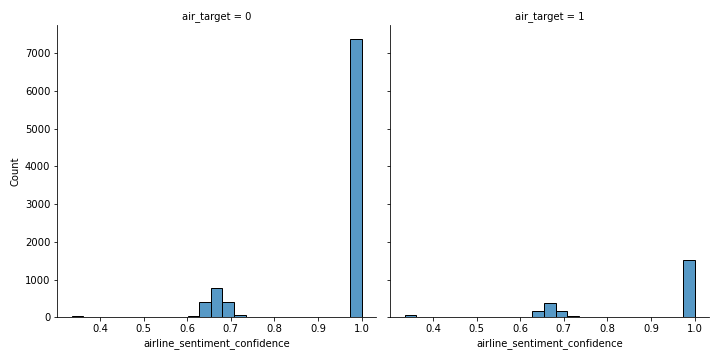 air_target = 0
air_target = 1
7000
6000
5000
4000
3000
2000
1000
0
Count
0.4 0.5 0.6 0.7 0.8 0.9 1.0
0.4 0.5 0.6 0.7 0.8 0.9 1.0
airline_sentiment_confidence
airline_sentiment_confidence